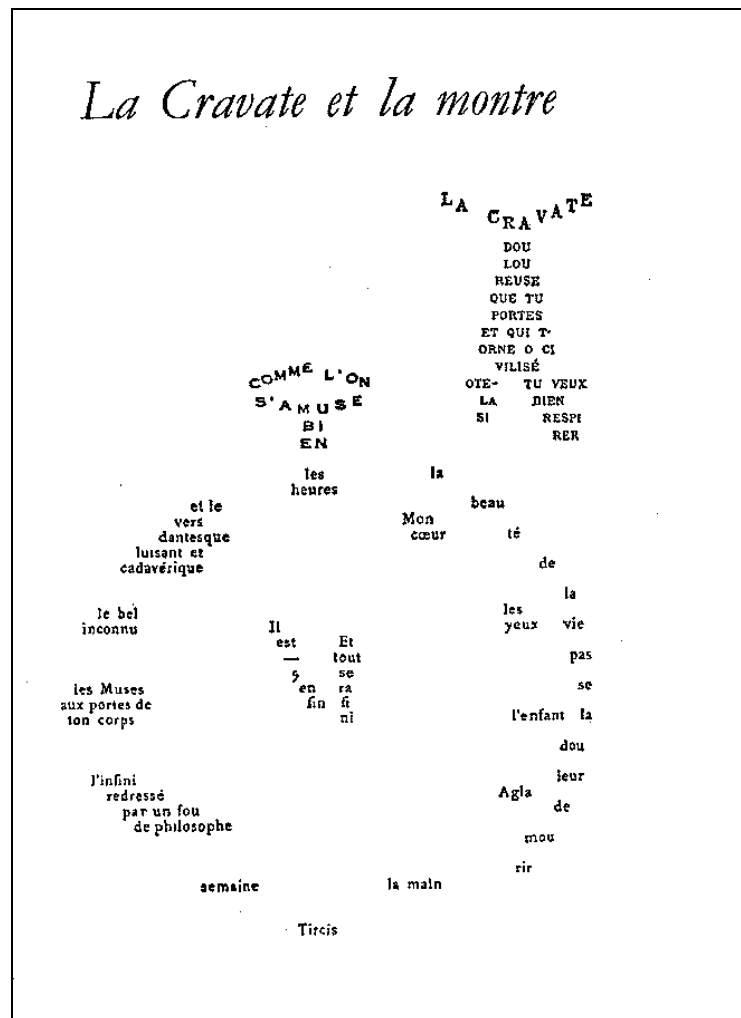 La Cravate et la montre
LA CRAVATE
DOU
LOU
REUSE
QUE TU
PORTES
ET QUI T'
ORNE O CI
VILISÉ
OTE- TU VEUX
LA BIEN
SI RESPI
RER
COMME L'ON
S'AMUSE
BI
EN
les
heures
la
beau
té
de
la
vie
pas
se
la
dou
leur
de
mou
rir
Mon
cœur
les
yeux
l'enfant
Agla
la main
Tircis
semaine
l'infini
redressé
par un fou
de philosophe
les Muses
aux portes de
ton corps
le bel
inconnu
et le
vers
dantesque
luisant et
cadavérique
Il
est
—
5
en
fin
Et
tout
se
ra
fi
ni